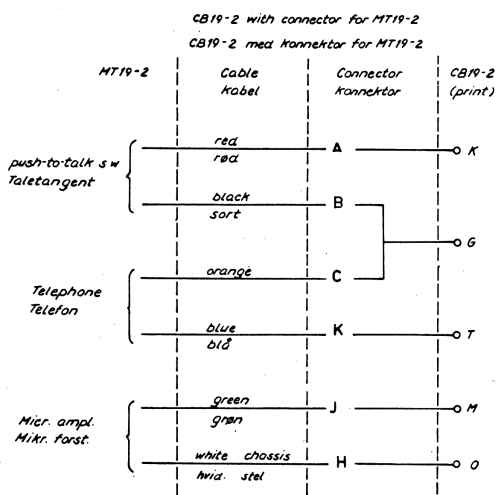 CB19-2 with connector for MT19-2
CB19-2 med konnektor for MT19-2
MT19-2
Cable
kabel
Connector
konnektor
CB19-2
(print)
push-to-talk sw
Taletangent
red
rød
A
K
black
sort
B
G
Telephone
Telefon
orange
C
blue
blå
K
T
Micr. ampl.
Mikr. forst.
green
grøn
J
M
white chassis
hvid. stel
H
O